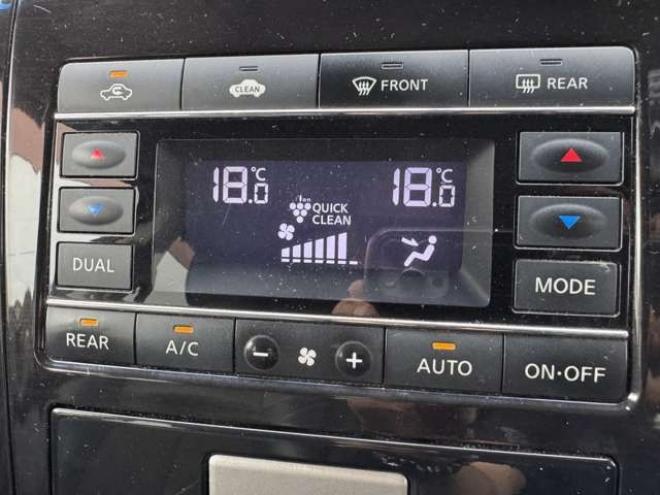 CLEAN
FRONT
REAR
18.0°C
18.0°C
QUICK
CLEAN
DUAL
MODE
REAR
A/C
AUTO
ON·OFF